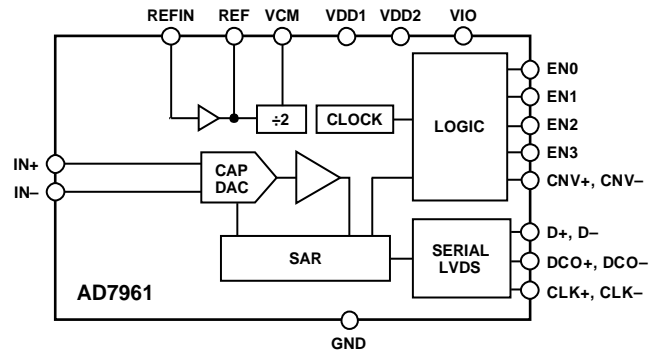 REFIN REF VCM VDD1 VDD2 VIO
EN0
EN1
÷2
CLOCK
LOGIC
EN2
EN3
IN+
IN–
CAP
DAC
CNV+, CNV–
SAR
SERIAL
LVDS
D+, D–
DCO+, DCO–
CLK+, CLK–
AD7961
GND